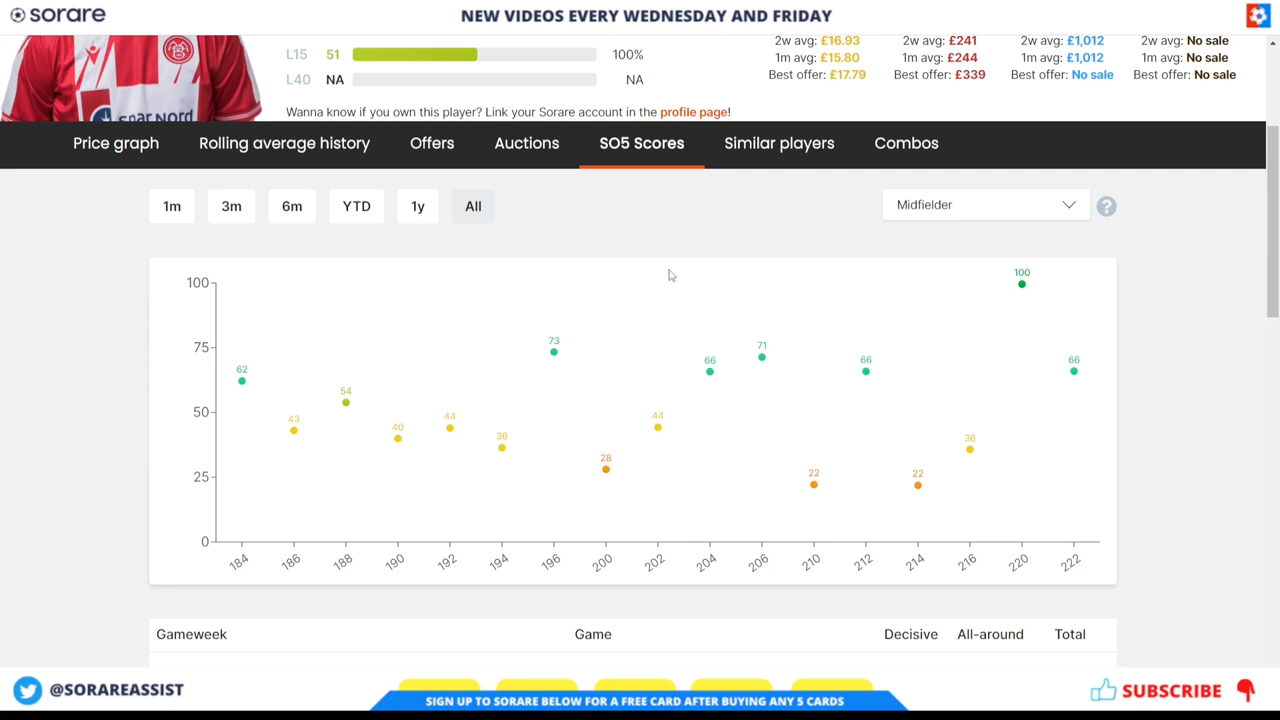 sorare
NEW VIDEOS EVERY WEDNESDAY AND FRIDAY
L15 51 100%
L40 NA NA
2w avg: £16.93 2w avg: £241 2w avg: £1,012 2w avg: No sale
1m avg: £15.80 1m avg: £244 1m avg: £1,012 1m avg: No sale
Best offer: £17.79 Best offer: £339 Best offer: No sale Best offer: No sale
Spar Nord
Wanna know if you own this player? Link your Sorare account in the profile page!
Price graph Rolling average history Offers Auctions SO5 Scores Similar players Combos
1m 3m 6m YTD 1y All Midfielder ?
100
75
50
25
0
62 43 54 40 44 36 73 28 44 66 71 22 66 22 36 100 66
184 186 188 190 192 194 196 200 202 204 206 210 212 214 216 220 222
Gameweek Game Decisive All-around Total
@SORAREASSIST
SIGN UP TO SORARE BELOW FOR A FREE CARD AFTER BUYING ANY 5 CARDS
SUBSCRIBE